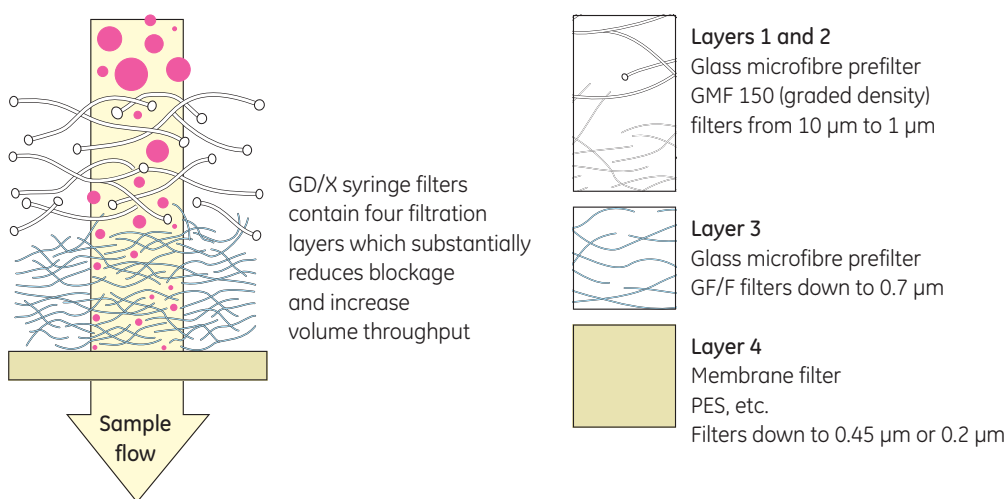 GD/X syringe filters
contain four filtration
layers which substantially
reduces blockage
and increase
volume throughput
Sample
flow
Layers 1 and 2
Glass microfibre prefilter
GMF 150 (graded density)
filters from 10 µm to 1 µm
Layer 3
Glass microfibre prefilter
GF/F filters down to 0.7 µm
Layer 4
Membrane filter
PES, etc.
Filters down to 0.45 µm or 0.2 µm